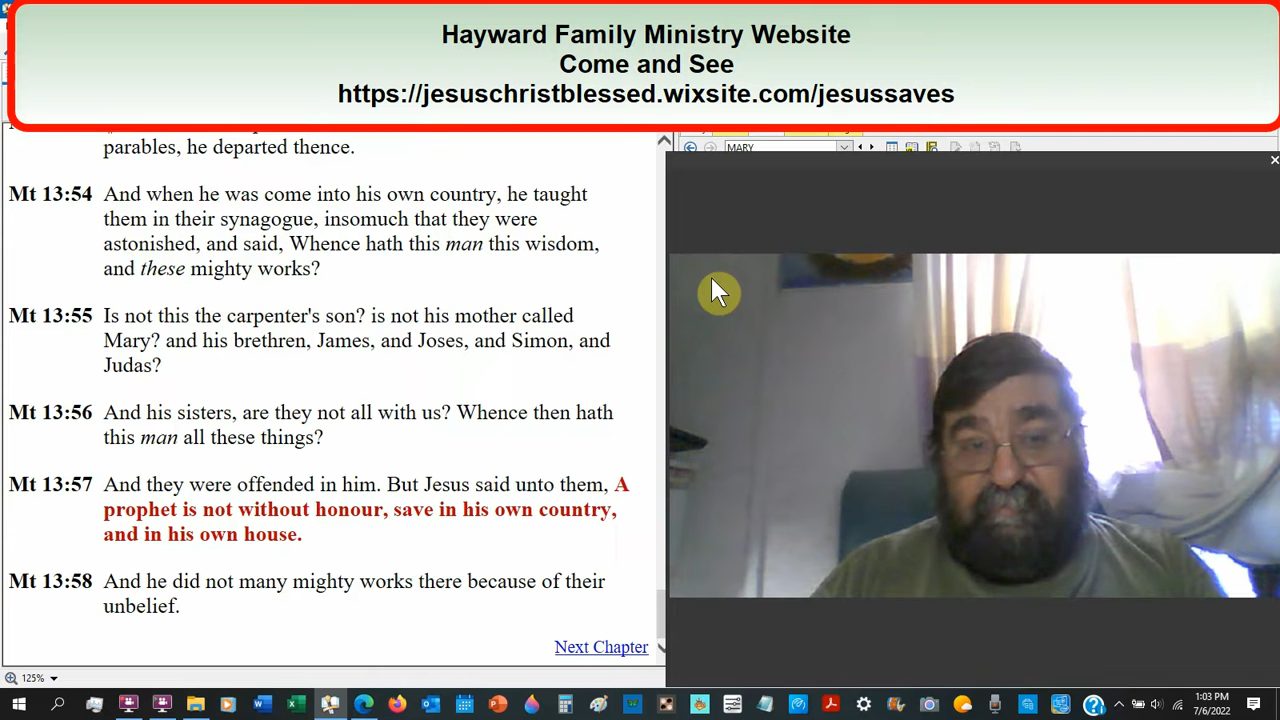 Hayward Family Ministry Website
Come and See
https://jesuschristblessed.wixsite.com/jesussaves
MARY
parables, he departed thence.
Mt 13:54 And when he was come into his own country, he taught
them in their synagogue, insomuch that they were
astonished, and said, Whence hath this man this wisdom,
and these mighty works?
Mt 13:55 Is not this the carpenter's son? is not his mother called
Mary? and his brethren, James, and Joses, and Simon, and
Judas?
Mt 13:56 And his sisters, are they not all with us? Whence then hath
this man all these things?
Mt 13:57 And they were offended in him. But Jesus said unto them, A
prophet is not without honour, save in his own country,
and in his own house.
Mt 13:58 And he did not many mighty works there because of their
unbelief.
Next Chapter
125%
1:03 PM
7/6/2022